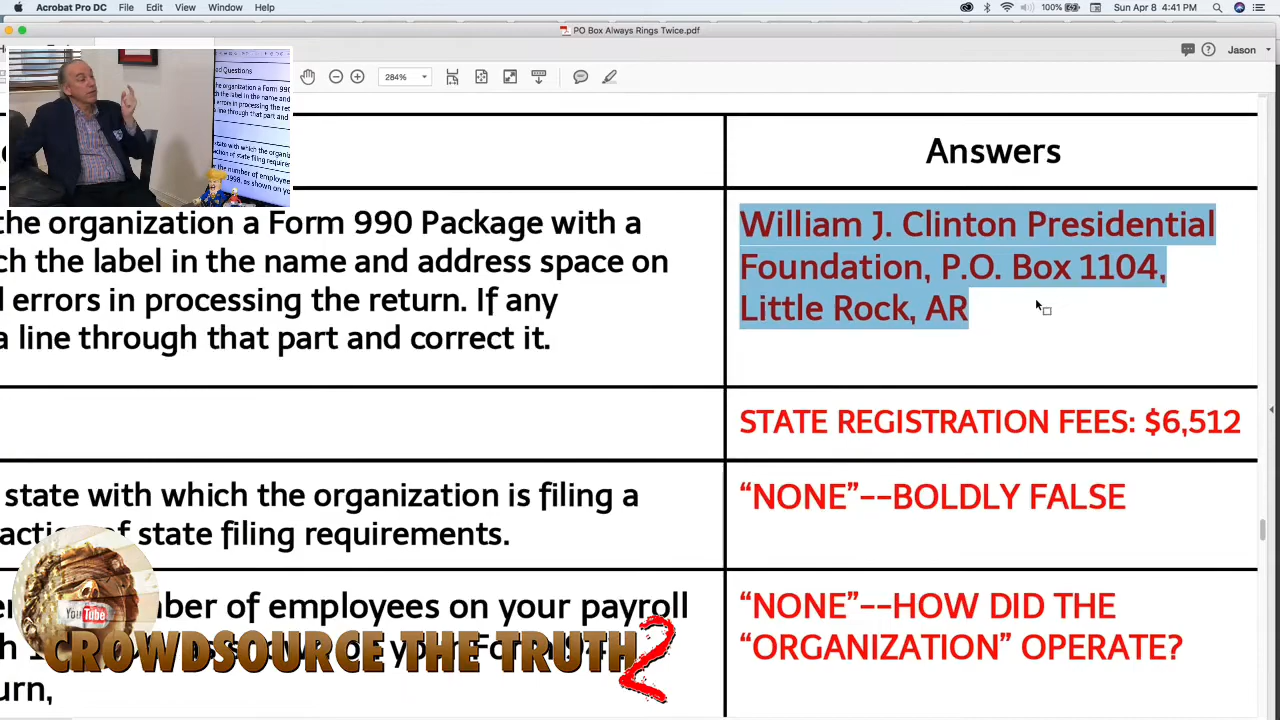 Acrobat Pro DC File Edit View Window Help 100% Sun Apr 8 4:41 PM
PO Box Always Rings Twice.pdf
284%
Jason
Answers
the organization a Form 990 Package with a
ch the label in the name and address space on
errors in processing the return. If any
a line through that part and correct it.
William J. Clinton Presidential
Foundation, P.O. Box 1104,
Little Rock, AR
STATE REGISTRATION FEES: $6,512
state with which the organization is filing a
of state filing requirements.
“NONE”--BOLDLY FALSE
ber of employees on your payroll
“NONE”--HOW DID THE
“ORGANIZATION” OPERATE?
urn,
You Tube
CROWDSOURCE THE TRUTH 2